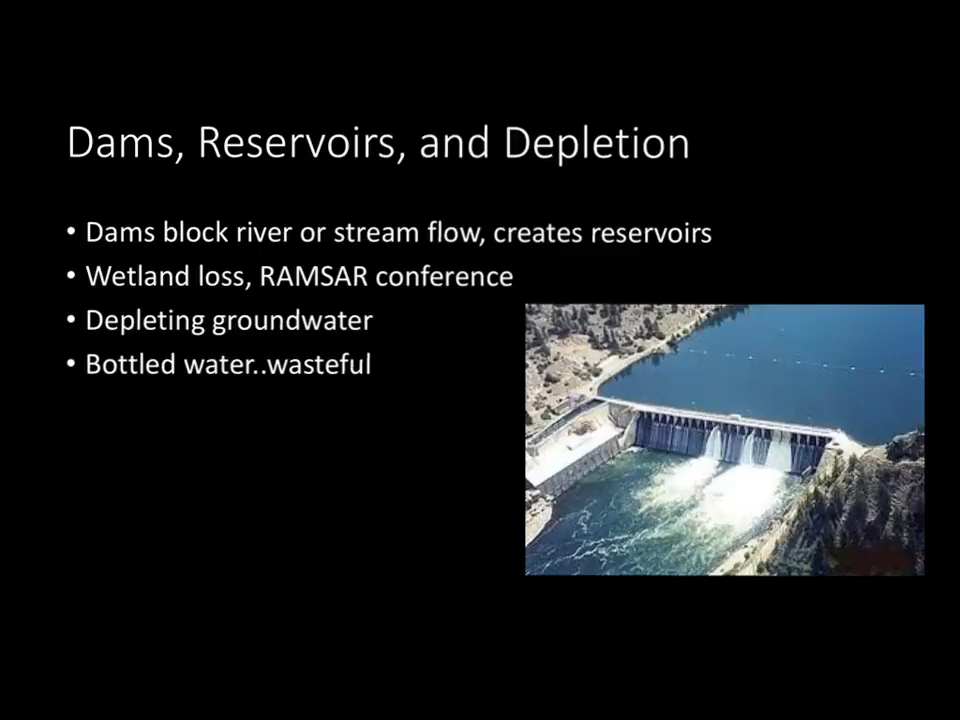 Dams, Reservoirs, and Depletion
• Dams block river or stream flow, creates reservoirs
• Wetland loss, RAMSAR conference
• Depleting groundwater
• Bottled water..wasteful